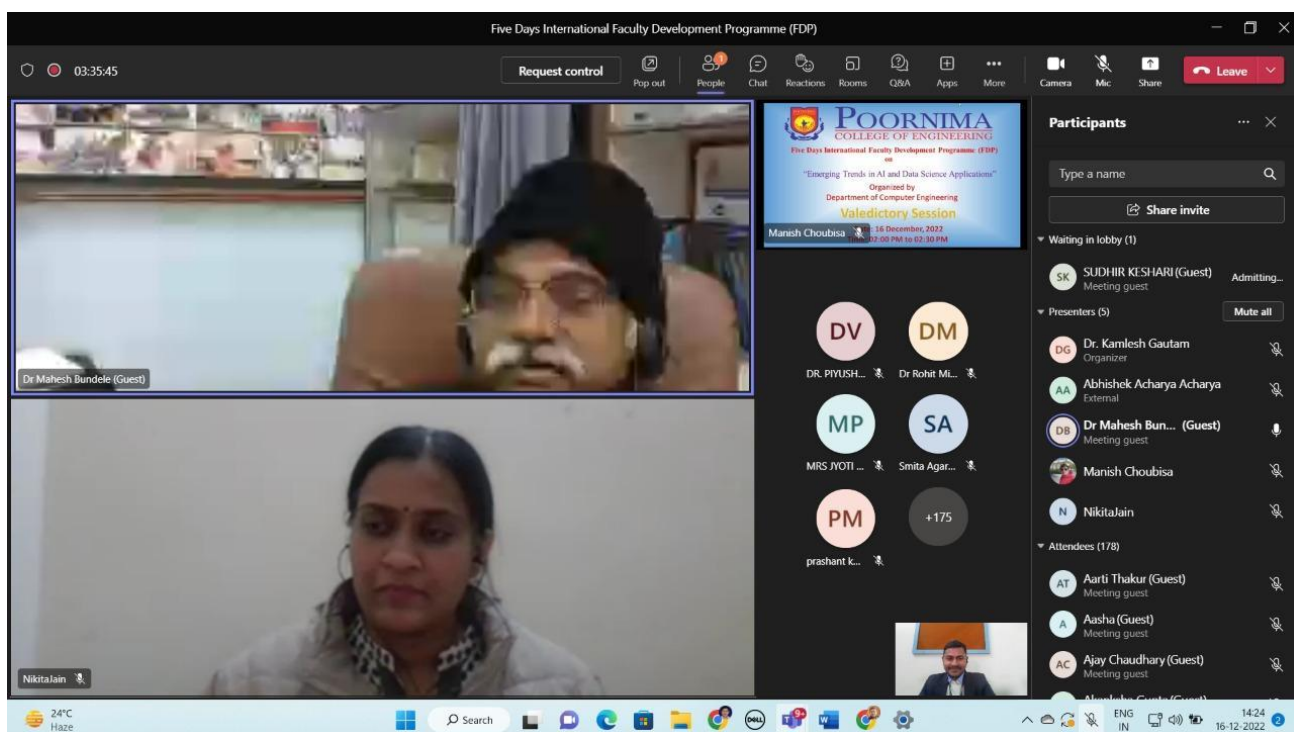 Five Days International Faculty Development Programme (FDP)
03:35:45
Request control
Pop out
People
1
Chat
Reactions
Rooms
Q&A
Apps
More
Camera
Mic
Share
Leave
Dr Mahesh Bundele (Guest)
POORNIMA
COLLEGE OF ENGINEERING
Five Days International Faculty Development Programme (FDP)
on
"Emerging Trends in AI and Data Science Applications"
Organized by
Department of Computer Engineering
Valedictory Session
: 16 December, 2022
02:00 PM to 02:30 PM
Manish Choubisa
DV
DR. PIYUSH...
DM
Dr Rohit Mi...
MP
MRS JYOTI ...
SA
Smita Agar...
PM
prashant k...
+175
NikitaJain
Participants
Type a name
Share invite
Waiting in lobby (1)
SK
SUDHIR KESHARI (Guest)
Meeting guest
Admitting...
Presenters (5)
Mute all
DG
Dr. Kamlesh Gautam
Organizer
AA
Abhishek Acharya Acharya
External
DB
Dr Mahesh Bun... (Guest)
Meeting guest
Manish Choubisa
N
NikitaJain
Attendees (178)
AT
Aarti Thakur (Guest)
Meeting guest
A
Aasha (Guest)
Meeting guest
AC
Ajay Chaudhary (Guest)
Meeting guest
24°C
Haze
Search
DELL
ENG
IN
14:24
16-12-2022
2